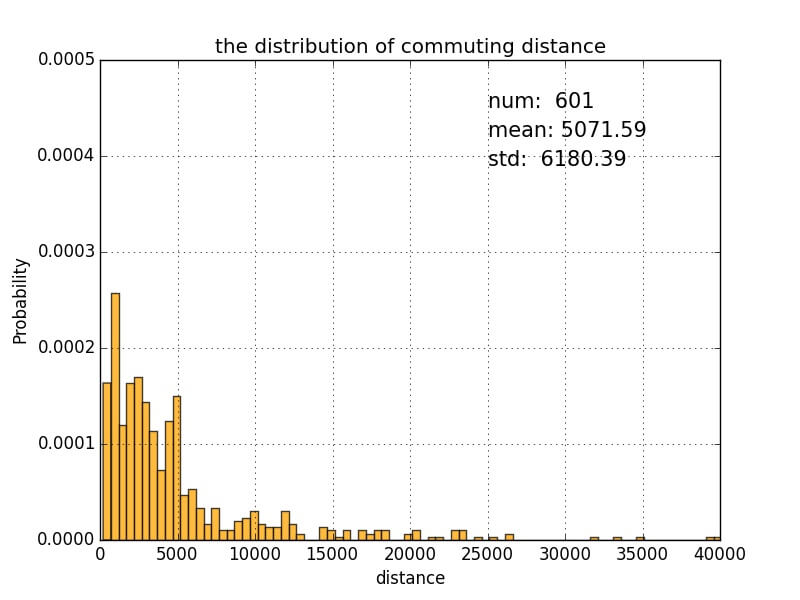 the distribution of commuting distance
num: 601
mean: 5071.59
std: 6180.39
0.0005
0.0004
0.0003
0.0002
0.0001
0.0000
Probability
0 5000 10000 15000 20000 25000 30000 35000 40000
distance